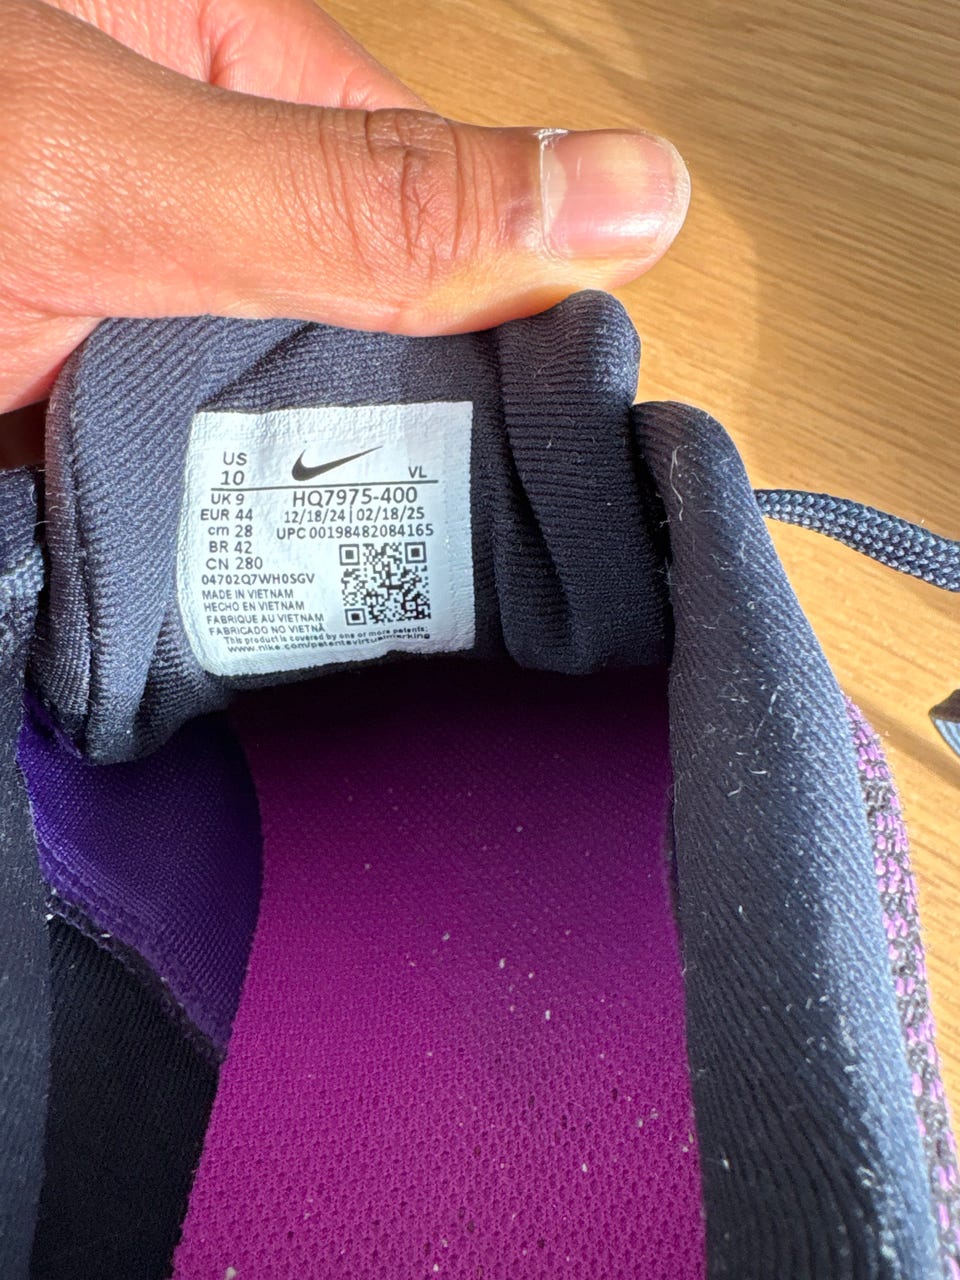 US
10
VL
UK 9
EUR 44
cm 28
BR 42
CN 280
HQ7975-400
12/18/24 | 02/18/25
UPC 00198482084165
04702Q7WH0SGV
MADE IN VIETNAM
HECHO EN VIETNAM
FABRIQUE AU VIETNAM
FABRICADO NO VIETNÃ
This product is covered by one or more patents:
www.nike.com/patentsvirtualmarking